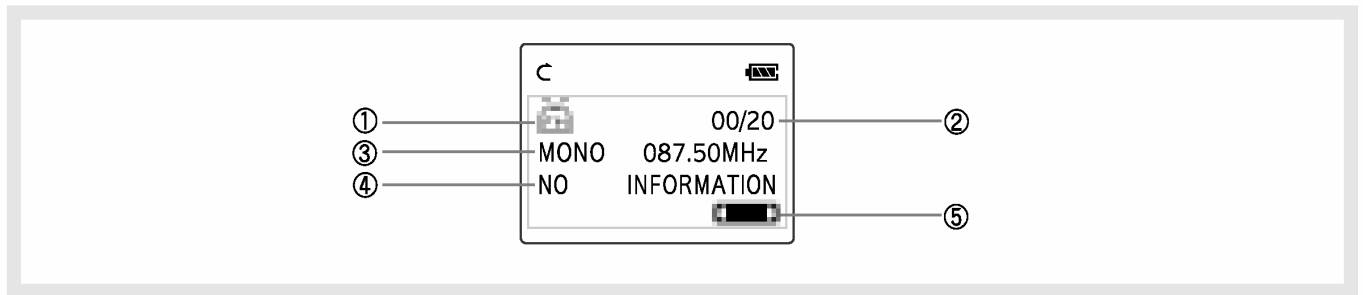 ① 00/20 ②
③ MONO 087.50MHz
④ NO INFORMATION
⑤